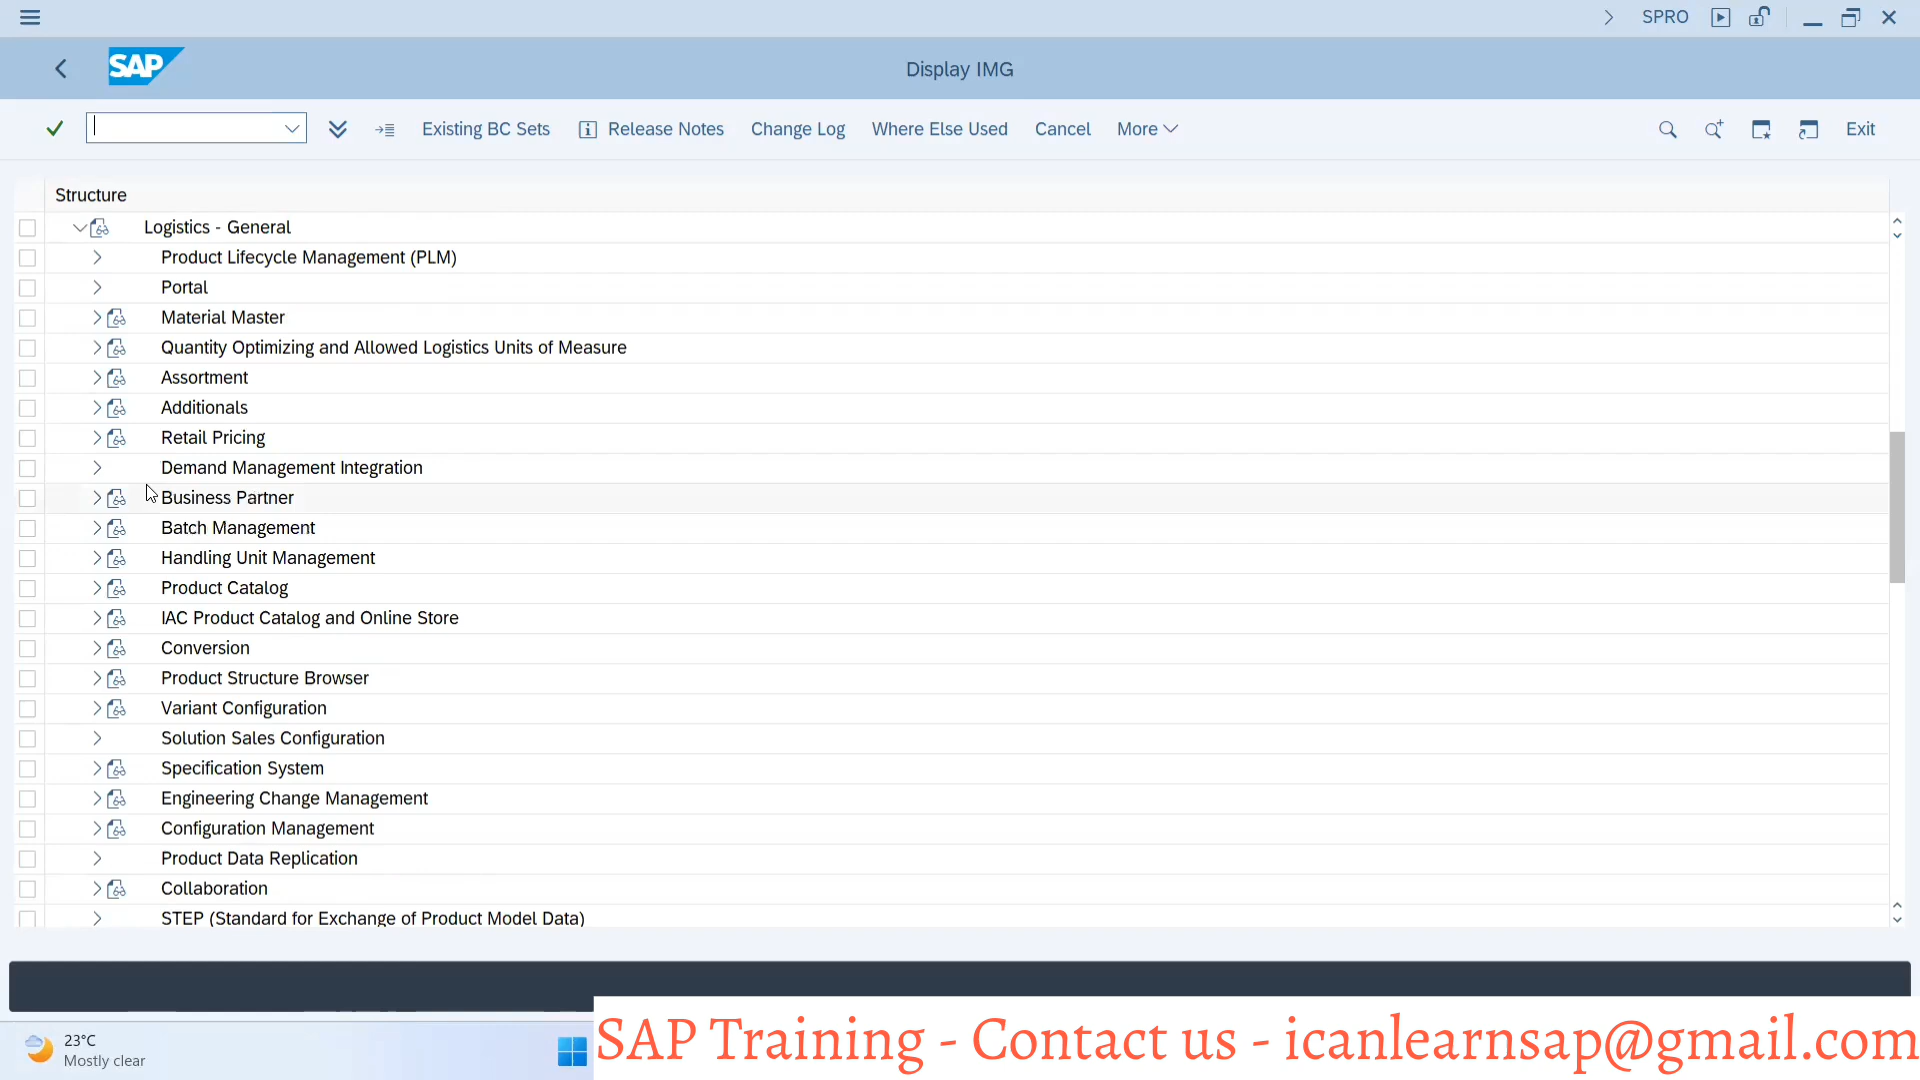 SPRO
SAP
Display IMG
Existing BC Sets
Release Notes
Change Log
Where Else Used
Cancel
More
Exit
Structure
Logistics - General
Product Lifecycle Management (PLM)
Portal
Material Master
Quantity Optimizing and Allowed Logistics Units of Measure
Assortment
Additionals
Retail Pricing
Demand Management Integration
Business Partner
Batch Management
Handling Unit Management
Product Catalog
IAC Product Catalog and Online Store
Conversion
Product Structure Browser
Variant Configuration
Solution Sales Configuration
Specification System
Engineering Change Management
Configuration Management
Product Data Replication
Collaboration
STEP (Standard for Exchange of Product Model Data)
23°C
Mostly clear
SAP Training - Contact us - icanlearnsap@gmail.com